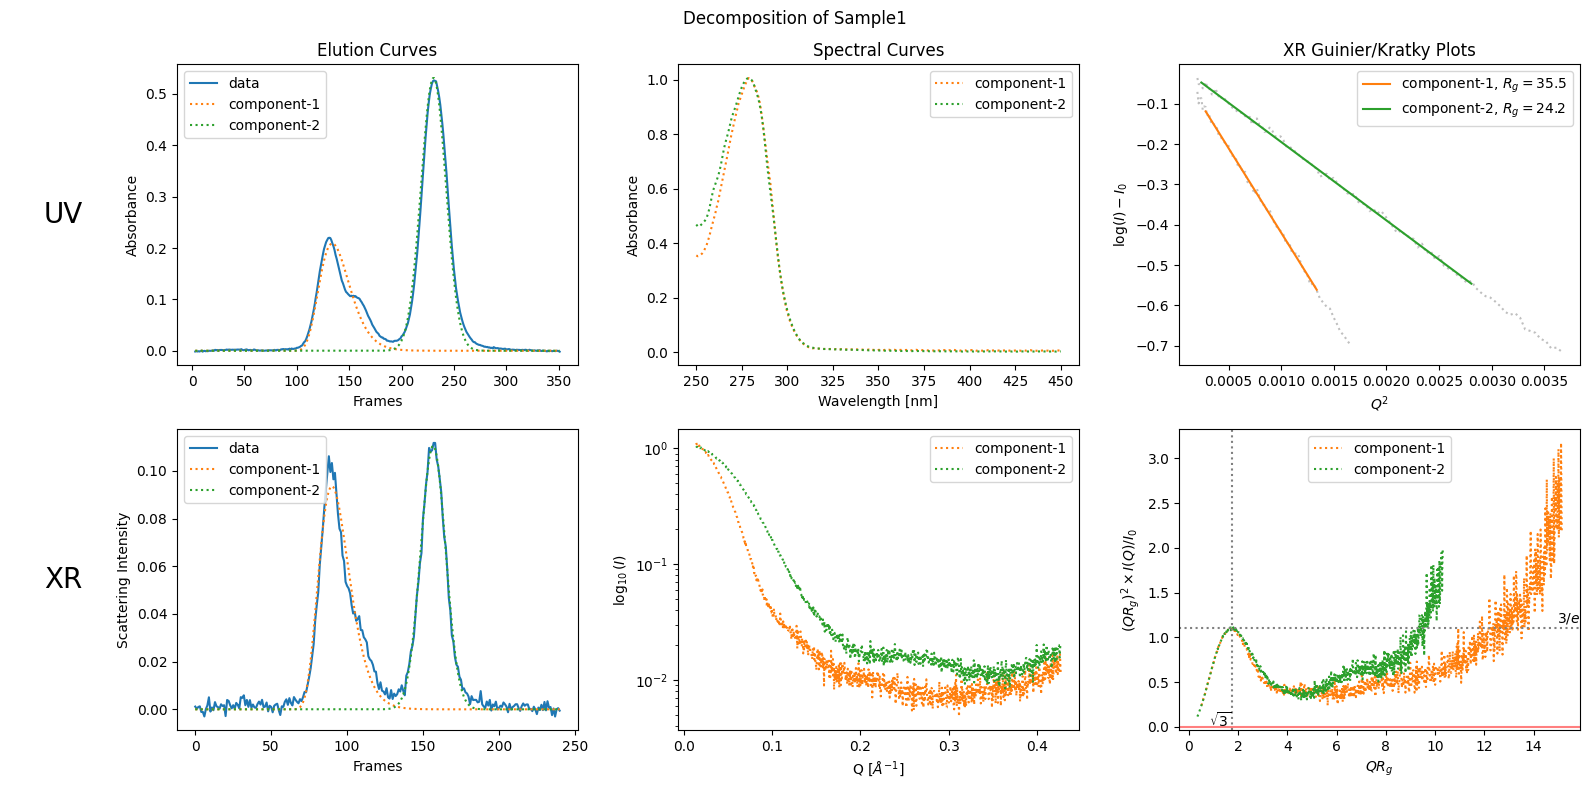 Decomposition of Sample1
UV
XR
Elution Curves
data
component-1
component-2
Absorbance
0.5
0.4
0.3
0.2
0.1
0.0
0 50 100 150 200 250 300 350
Frames
Spectral Curves
component-1
component-2
Absorbance
1.0
0.8
0.6
0.4
0.2
0.0
250 275 300 325 350 375 400 425 450
Wavelength [nm]
XR Guinier/Kratky Plots
component-1, $R_g = 35.5$
component-2, $R_g = 24.2$
$\log(I) - I_0$
−0.1
−0.2
−0.3
−0.4
−0.5
−0.6
−0.7
0.0005 0.0010 0.0015 0.0020 0.0025 0.0030 0.0035
$Q^2$
data
component-1
component-2
Scattering Intensity
0.10
0.08
0.06
0.04
0.02
0.00
0 50 100 150 200 250
Frames
component-1
component-2
$\log_{10}(I)$
$10^0$
$10^{-1}$
$10^{-2}$
0.0 0.1 0.2 0.3 0.4
Q [$Å^{-1}$]
component-1
component-2
$(QR_g)^2 \times I(Q)/I_0$
3.0
2.5
2.0
1.5
1.0
0.5
0.0
3/e
$\sqrt{3}$
0 2 4 6 8 10 12 14
$QR_g$